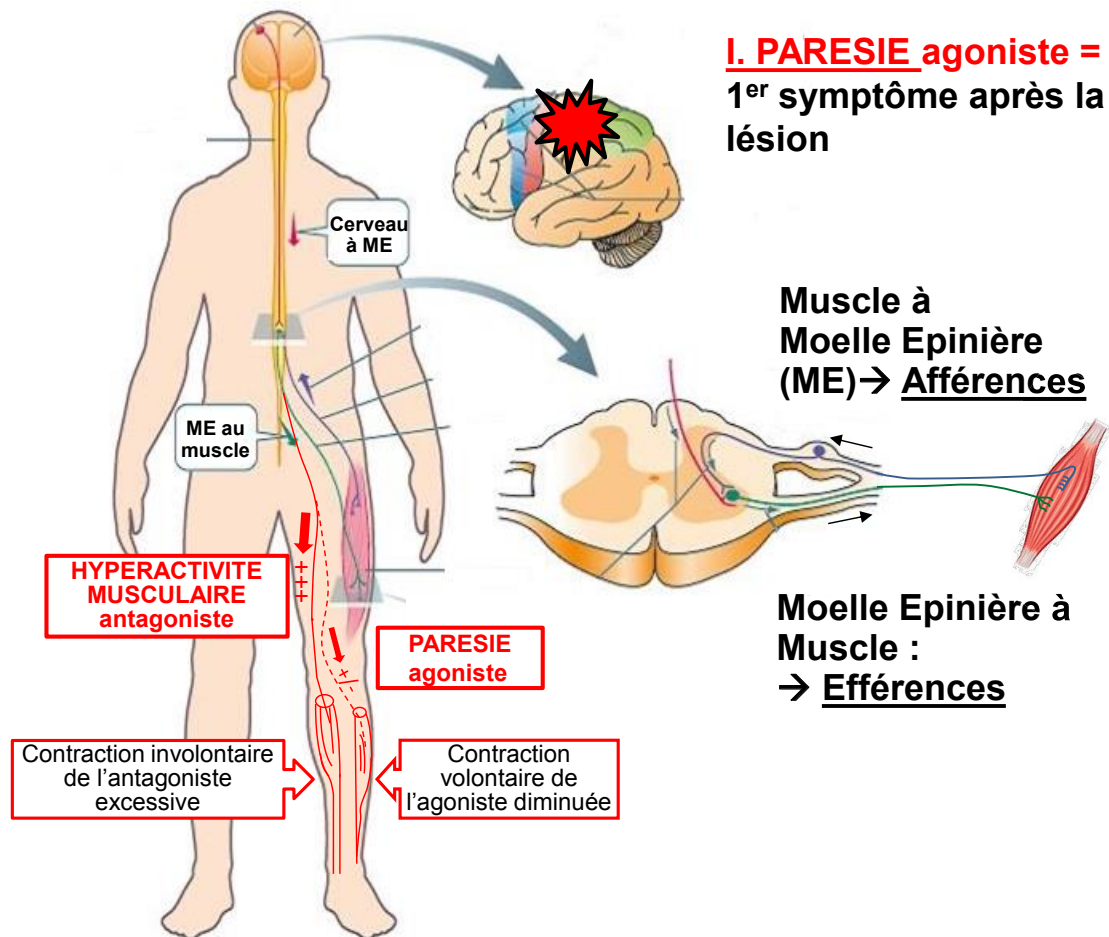 I. PARESIE agoniste =
1er symptôme après la
lésion
Cerveau
à ME
Muscle à
Moelle Epinière
(ME)→ Afférences
ME au
muscle
HYPERACTIVITE
MUSCULAIRE
antagoniste
+++
PARESIE
agoniste
+/
Moelle Epinière à
Muscle :
→ Efférences
Contraction involontaire
de l’antagoniste
excessive
Contraction
volontaire de
l’agoniste diminuée